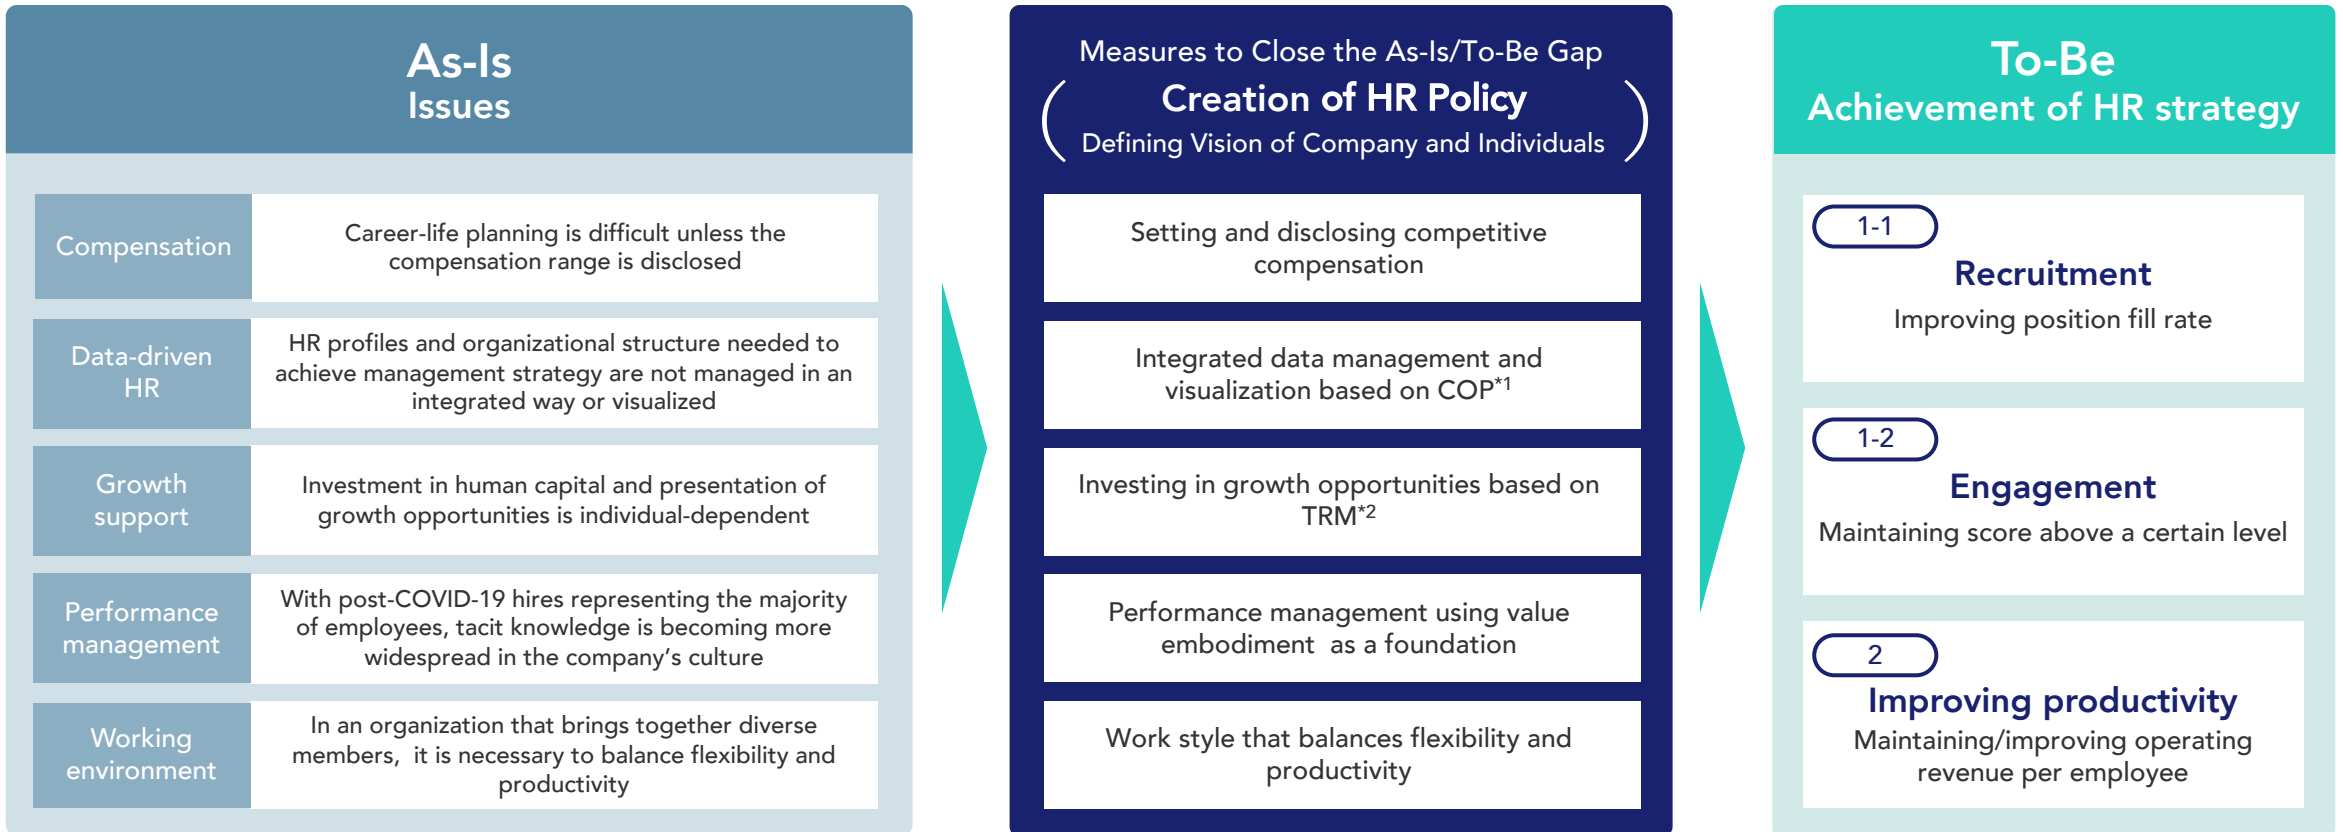 As-Is
Issues
Compensation
Career-life planning is difficult unless the
compensation range is disclosed
Data-driven
HR
HR profiles and organizational structure needed to
achieve management strategy are not managed in an
integrated way or visualized
Growth
support
Investment in human capital and presentation of
growth opportunities is individual-dependent
Performance
management
With post-COVID-19 hires representing the majority
of employees, tacit knowledge is becoming more
widespread in the company's culture
Working
environment
In an organization that brings together diverse
members, it is necessary to balance flexibility and
productivity
Measures to Close the As-Is/To-Be Gap
Creation of HR Policy
Defining Vision of Company and Individuals
Setting and disclosing competitive
compensation
Integrated data management and
visualization based on COP*1
Investing in growth opportunities based on
TRM*2
Performance management using value
embodiment as a foundation
Work style that balances flexibility and
productivity
To-Be
Achievement of HR strategy
1-1
Recruitment
Improving position fill rate
1-2
Engagement
Maintaining score above a certain level
2
Improving productivity
Maintaining/improving operating
revenue per employee